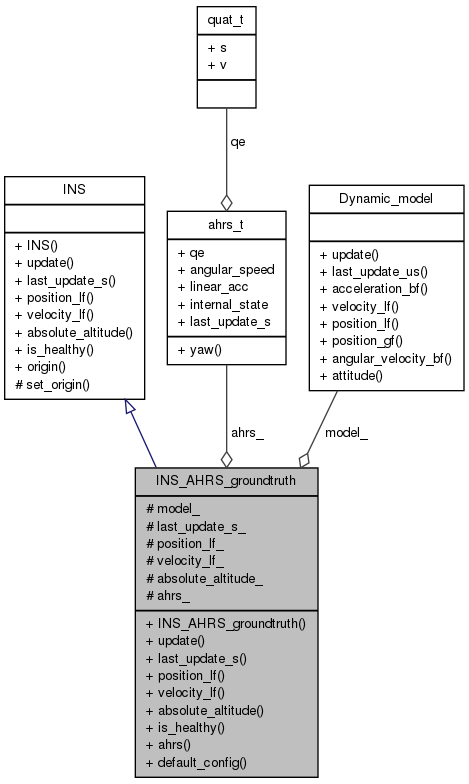 quat_t
+ s
+ v
qe
INS
+ INS()
+ update()
+ last_update_s()
+ position_lf()
+ velocity_lf()
+ absolute_altitude()
+ is_healthy()
+ origin()
# set_origin()
ahrs_t
+ qe
+ angular_speed
+ linear_acc
+ internal_state
+ last_update_s
+ yaw()
Dynamic_model
+ update()
+ last_update_us()
+ acceleration_bf()
+ velocity_lf()
+ position_lf()
+ position_gf()
+ angular_velocity_bf()
+ attitude()
ahrs_
model_
INS_AHRS_groundtruth
# model_
# last_update_s_
# position_lf_
# velocity_lf_
# absolute_altitude_
# ahrs_
+ INS_AHRS_groundtruth()
+ update()
+ last_update_s()
+ position_lf()
+ velocity_lf()
+ absolute_altitude()
+ is_healthy()
+ ahrs()
+ default_config()